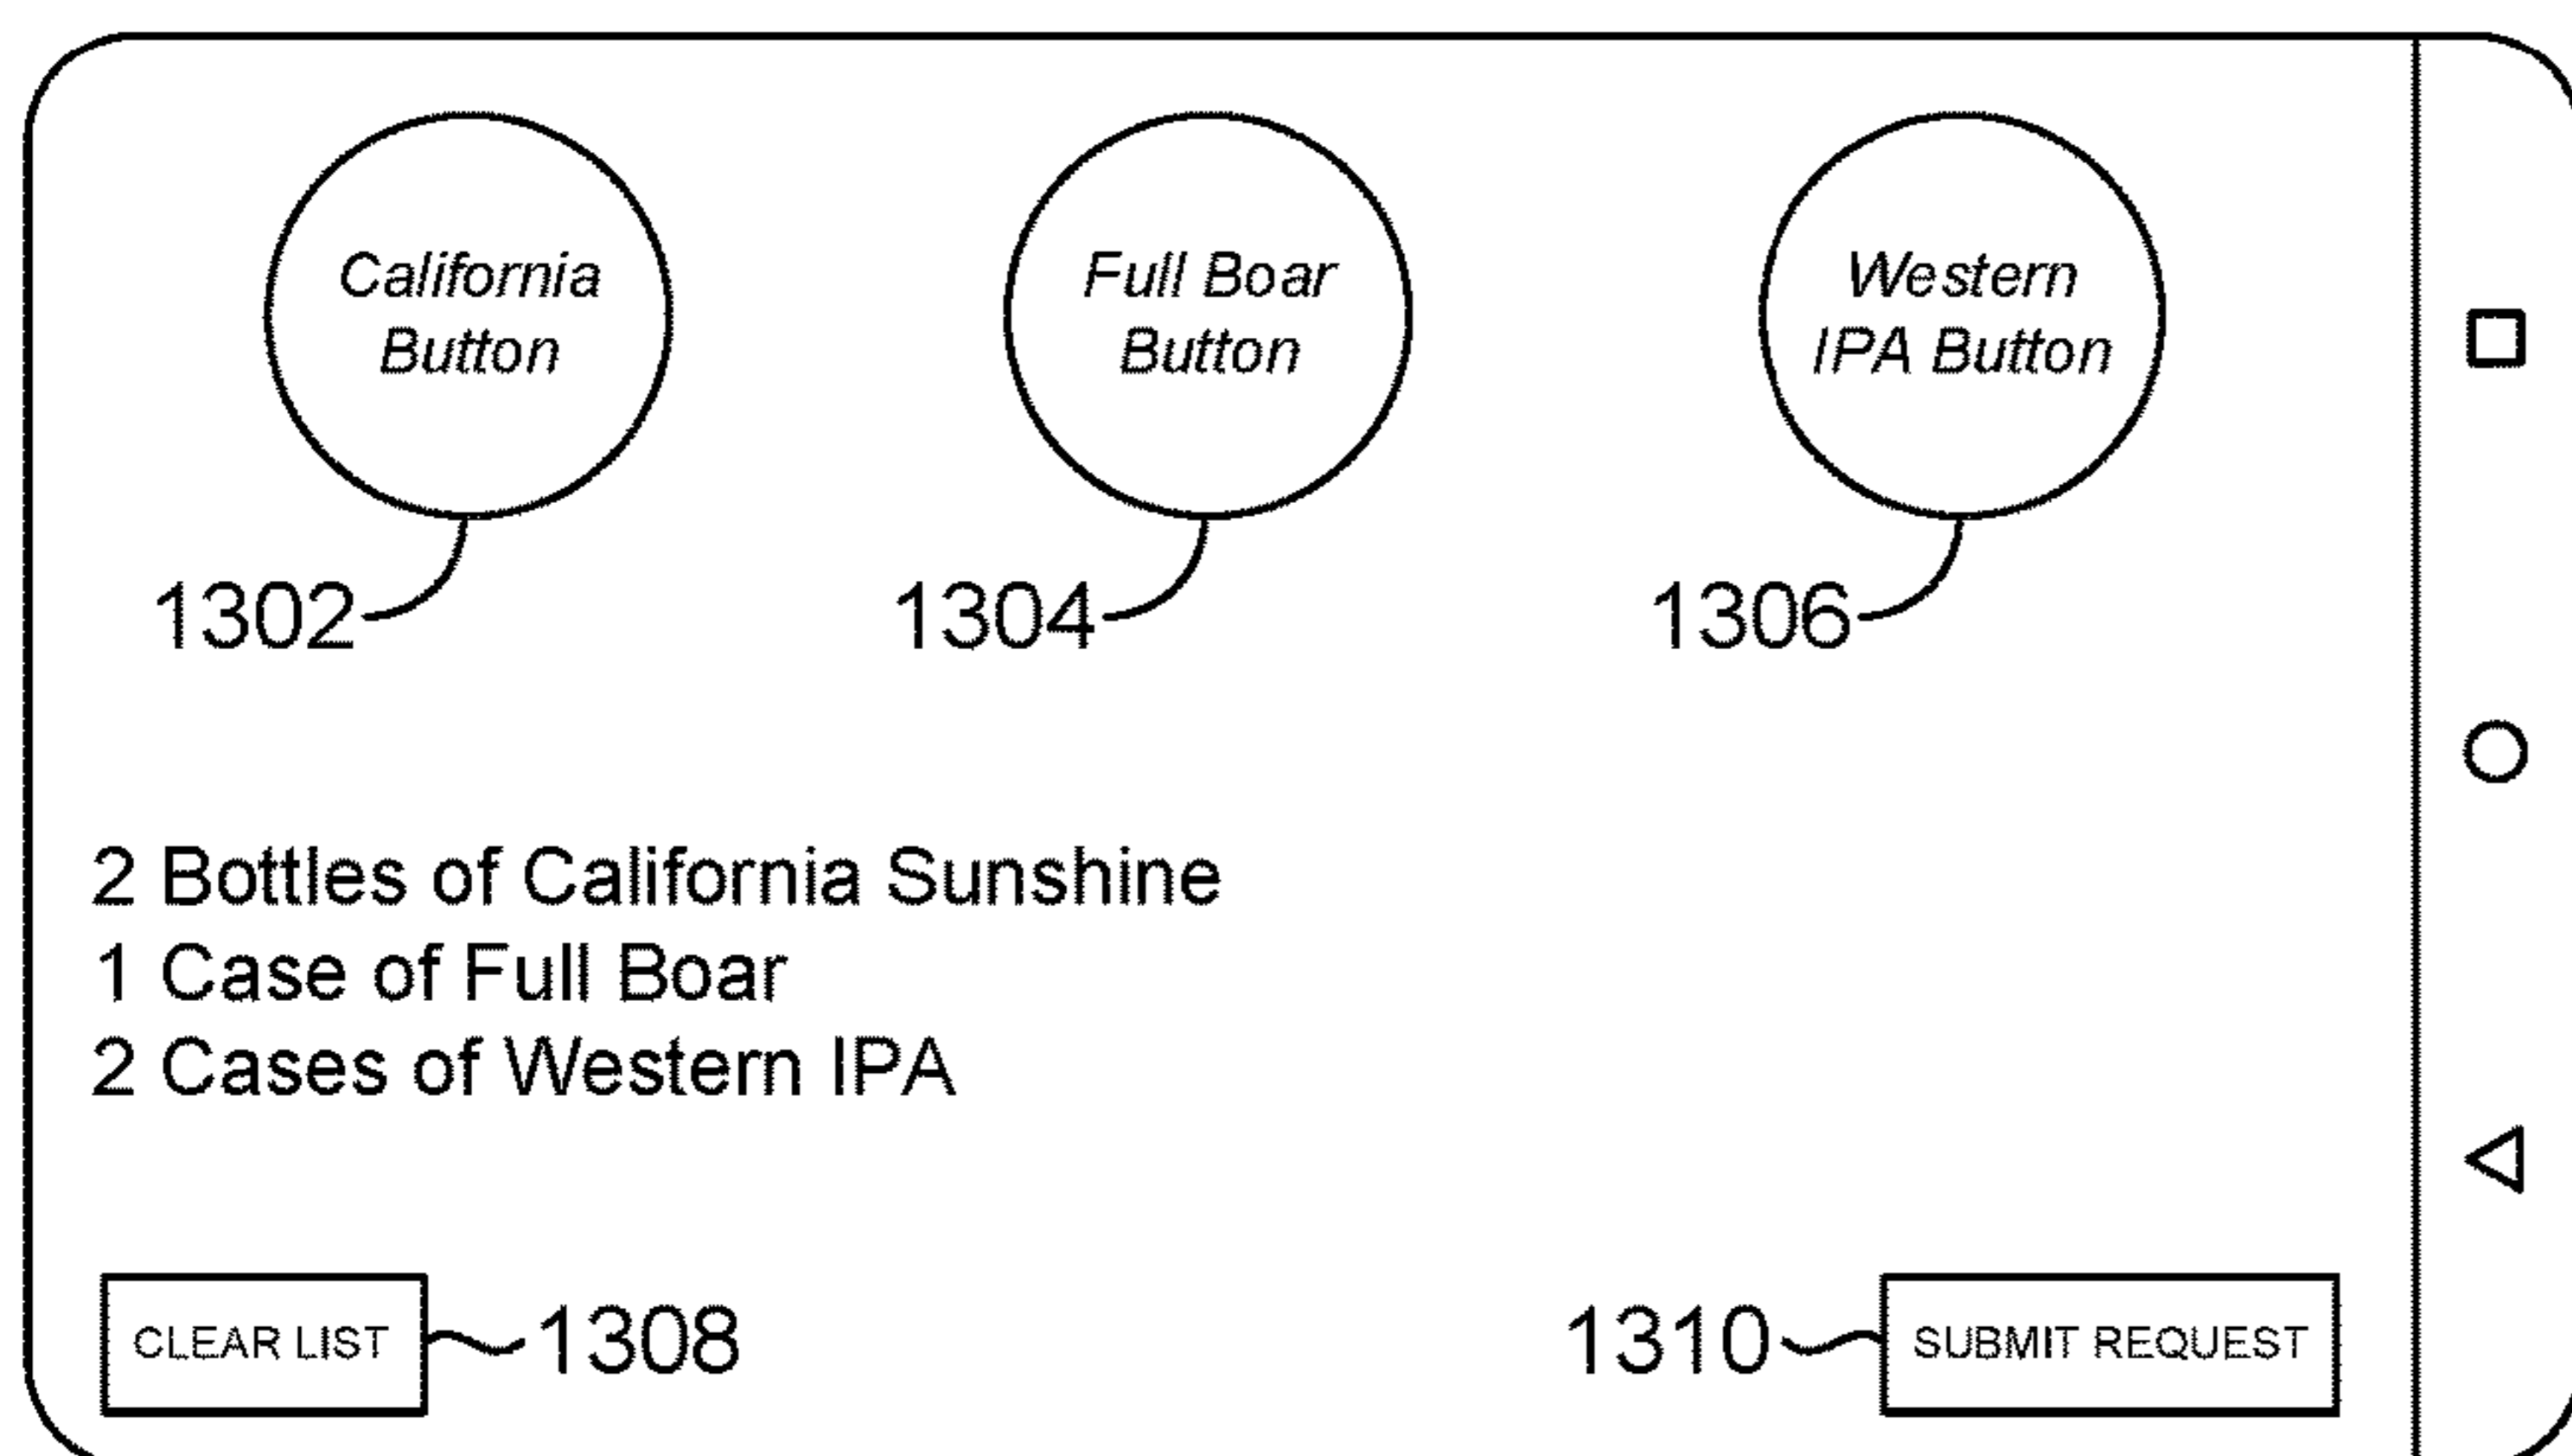 California
Button
Full Boar
Button
Western
IPA Button
1302
1304
1306
2 Bottles of California Sunshine
1 Case of Full Boar
2 Cases of Western IPA
CLEAR LIST
1308
1310
SUBMIT REQUEST